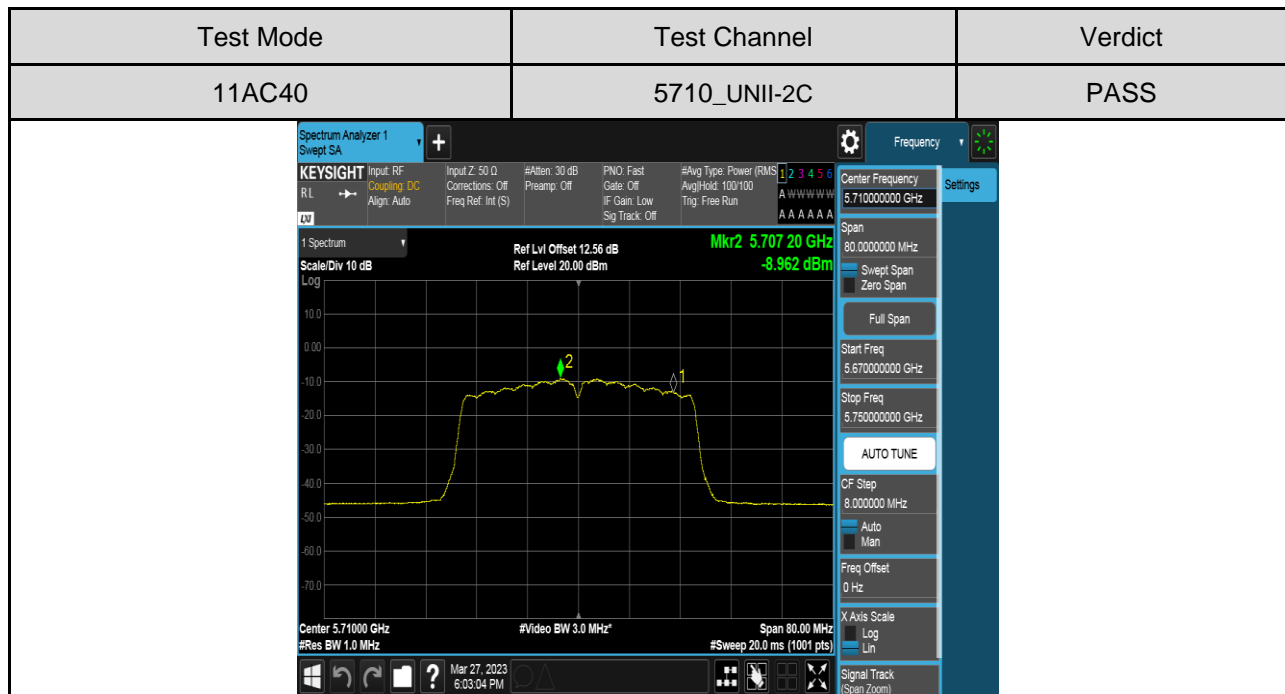 Test Mode Test Channel Verdict
11AC40 5710_UNII-2C PASS
Spectrum Analyzer 1
Swept SA
+
Frequency
KEYSIGHT
R L
LXI
Input: RF
Coupling: DC
Align: Auto
Input Z: 50 Ω
Corrections: Off
Freq Ref: Int (S)
#Atten: 30 dB
Preamp: Off
PNO: Fast
Gate: Off
IF Gain: Low
Sig Track: Off
#Avg Type: Power (RMS
Avg|Hold: 100/100
Trig: Free Run
1 2 3 4 5 6
A W W W W W
A A A A A A
1 Spectrum
Scale/Div 10 dB
Ref Lvl Offset 12.56 dB
Ref Level 20.00 dBm
Mkr2 5.707 20 GHz
-8.962 dBm
Log
10.0
0.00
-10.0
-20.0
-30.0
-40.0
-50.0
-60.0
-70.0
2
1
Center 5.71000 GHz
#Res BW 1.0 MHz
#Video BW 3.0 MHz*
Span 80.00 MHz
#Sweep 20.0 ms (1001 pts)
?
Mar 27, 2023
6:03:04 PM
Center Frequency
5.710000000 GHz
Settings
Span
80.0000000 MHz
Swept Span
Zero Span
Full Span
Start Freq
5.670000000 GHz
Stop Freq
5.750000000 GHz
AUTO TUNE
CF Step
8.000000 MHz
Auto
Man
Freq Offset
0 Hz
X Axis Scale
Log
Lin
Signal Track
(Span Zoom)